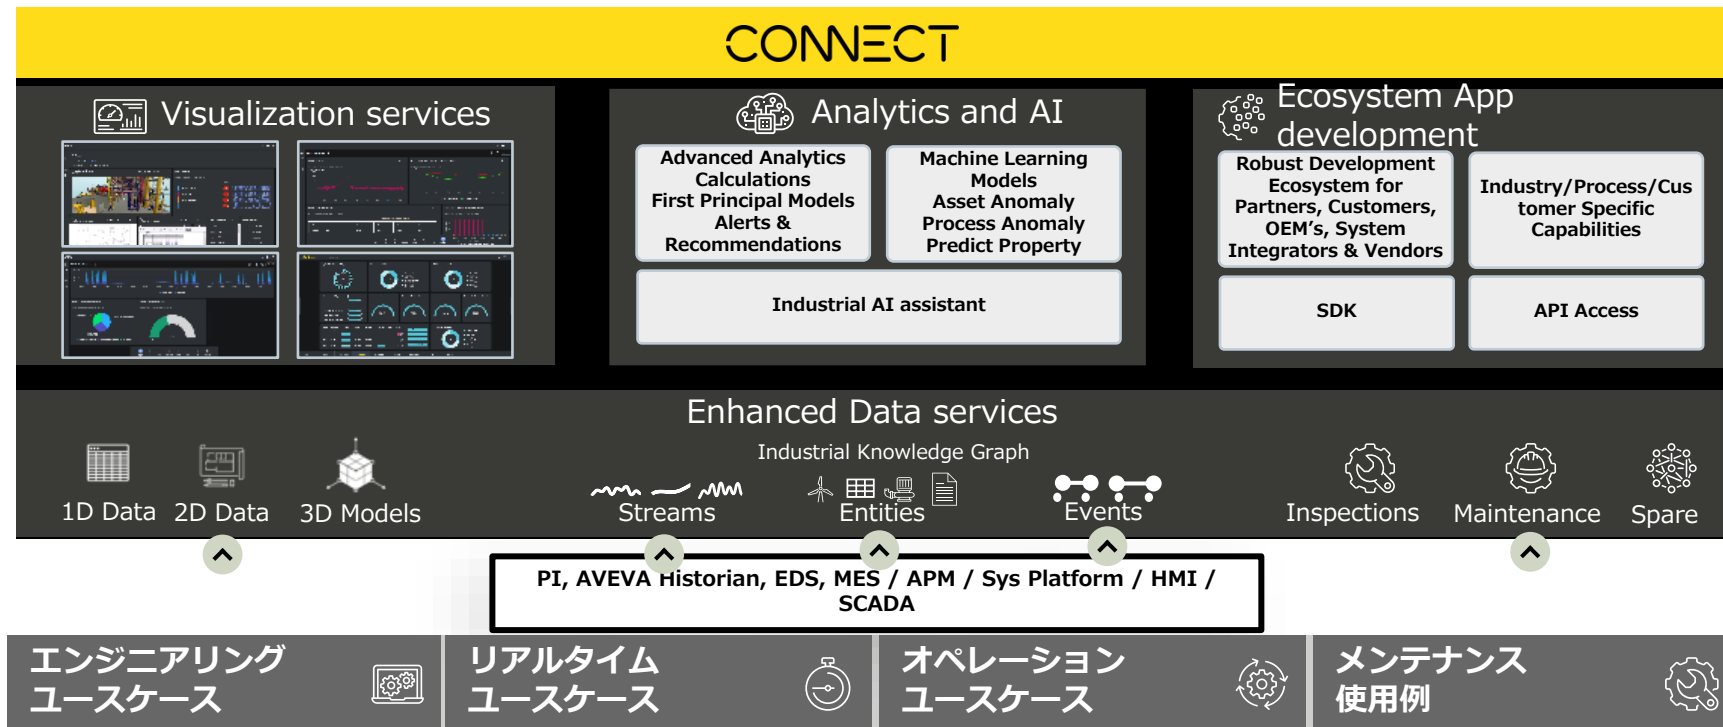 CONNECT
Visualization services
Analytics and AI
Advanced Analytics
Calculations
First Principal Models
Alerts &
Recommendations
Machine Learning
Models
Asset Anomaly
Process Anomaly
Predict Property
Industrial AI assistant
Ecosystem App
development
Robust Development
Ecosystem for
Partners, Customers,
OEM’s, System
Integrators & Vendors
Industry/Process/Cus
tomer Specific
Capabilities
SDK
API Access
Enhanced Data services
Industrial Knowledge Graph
1D Data
2D Data
3D Models
Streams
Entities
Events
Inspections
Maintenance
Spare
PI, AVEVA Historian, EDS, MES / APM / Sys Platform / HMI /
SCADA
エンジニアリング
ユースケース
リアルタイム
ユースケース
オペレーション
ユースケース
メンテナンス
使用例